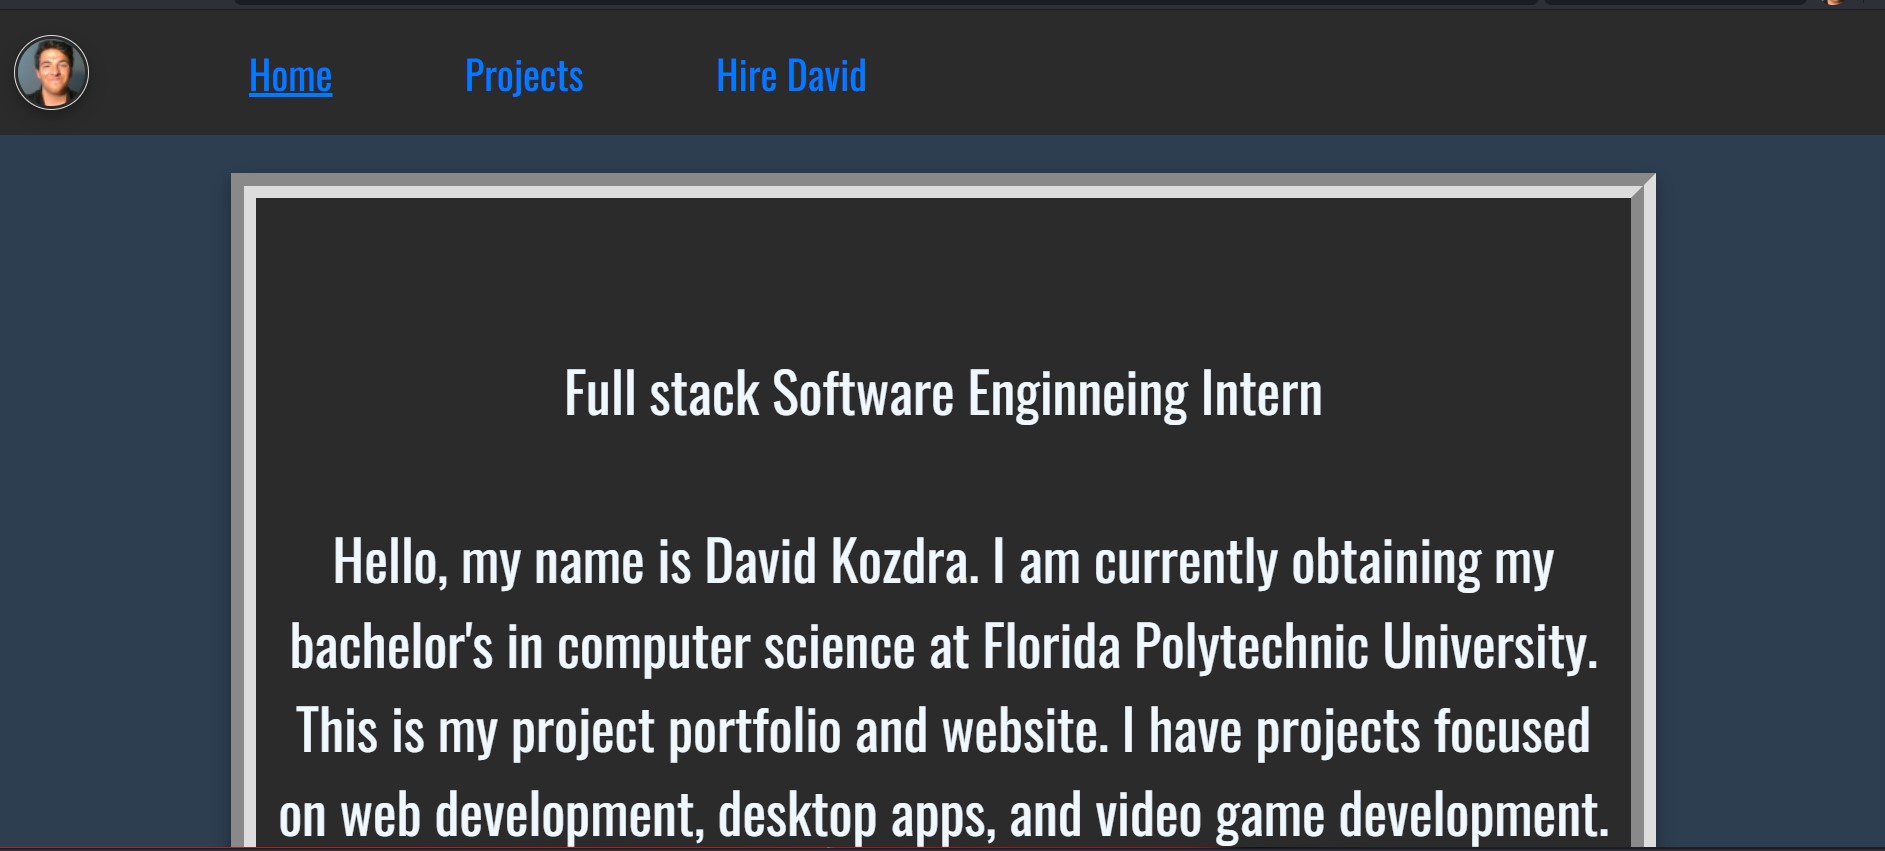 Home Projects Hire David
Full stack Software Enginneing Intern
Hello, my name is David Kozdra. I am currently obtaining my
bachelor's in computer science at Florida Polytechnic University.
This is my project portfolio and website. I have projects focused
on web development, desktop apps, and video game development.